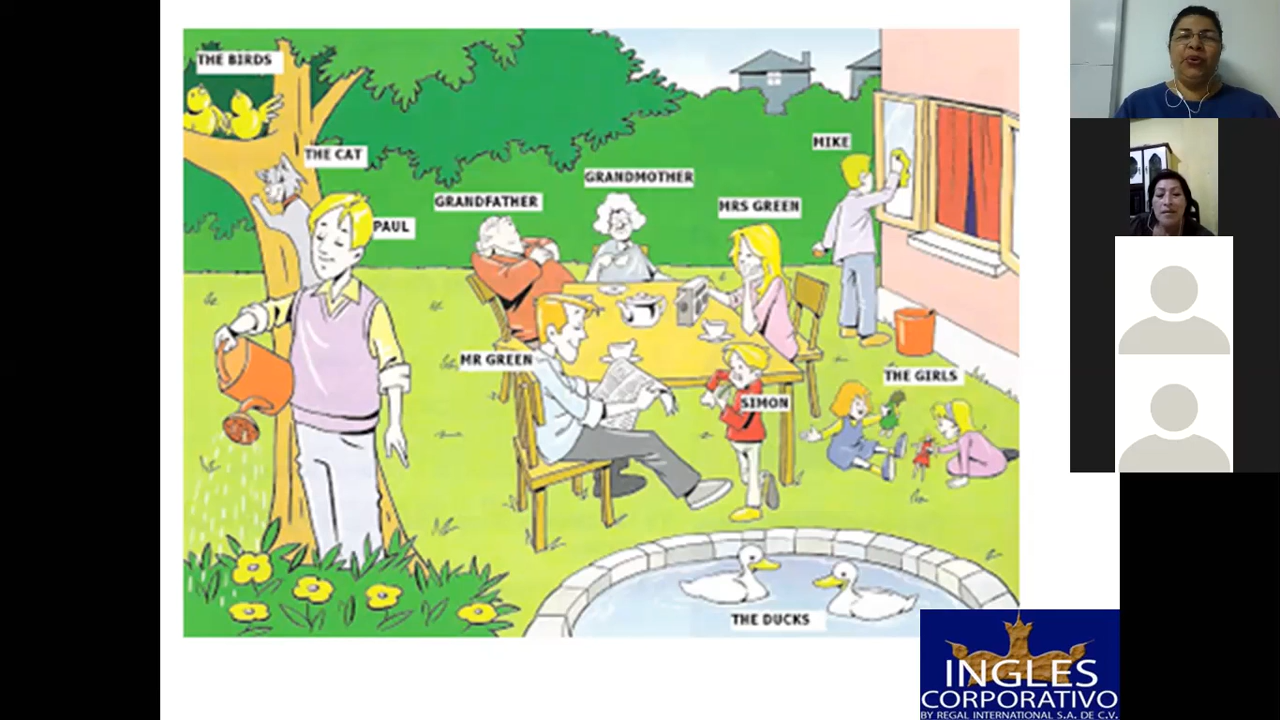 THE BIRDS
THE CAT
PAUL
GRANDFATHER
GRANDMOTHER
MRS GREEN
MIKE
MR GREEN
SIMON
THE GIRLS
THE DUCKS
INGLES
CORPORATIVO
BY REGAL INTERNATIONAL S.A. DE C.V.